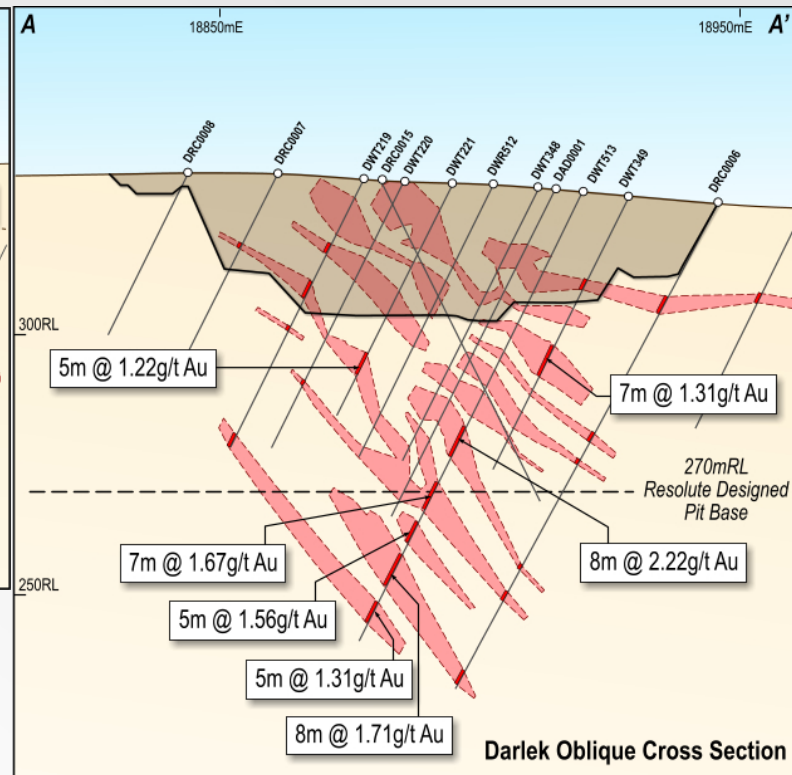 A
18850mE
18950mE
A'
DRC0008
DRC0007
DWT219
DRC0015
DWT220
DWT221
DWR512
DWT348
DAD0001
DWT513
DWT349
DRC0006
300RL
5m @ 1.22g/t Au
7m @ 1.31g/t Au
270mRL
Resolute Designed
Pit Base
7m @ 1.67g/t Au
8m @ 2.22g/t Au
250RL
5m @ 1.56g/t Au
5m @ 1.31g/t Au
8m @ 1.71g/t Au
Darlek Oblique Cross Section